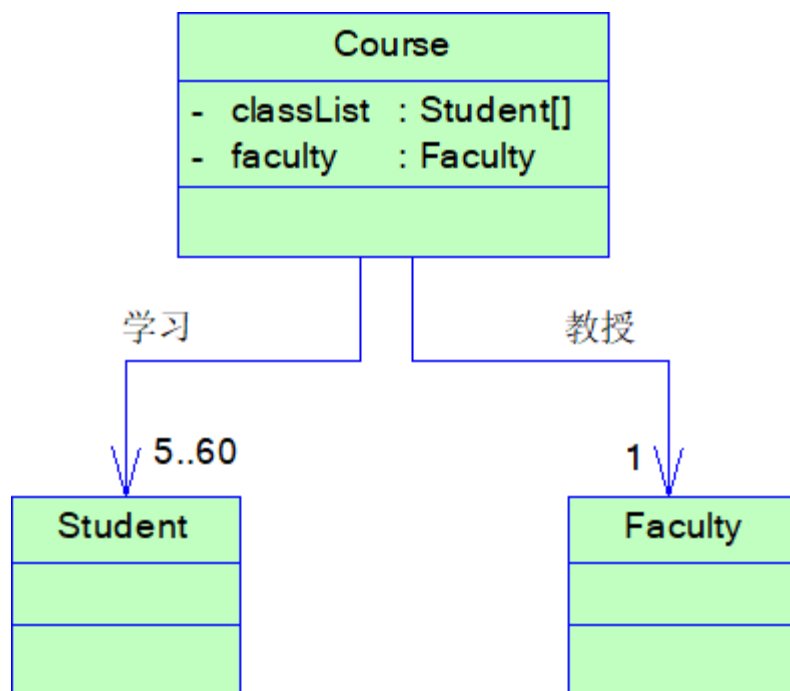 Course
- classList : Student[]
- faculty : Faculty
学习
教授
5..60
1
Student
Faculty